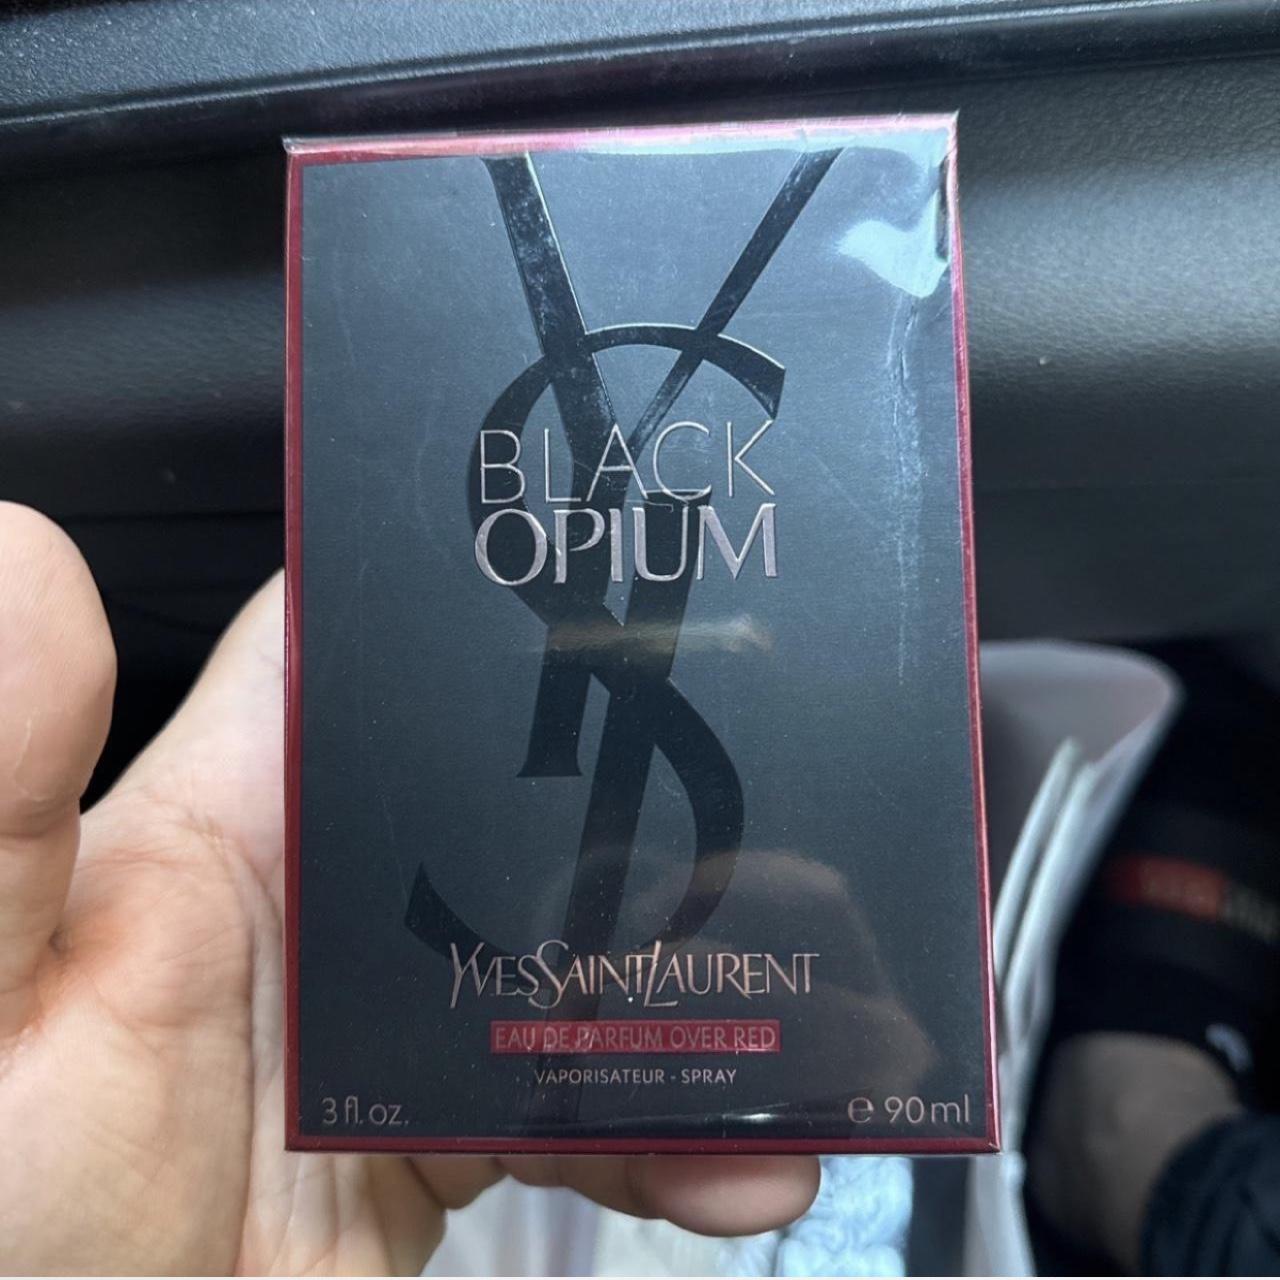 BLACK
OPIUM
YVESSAINTLAURENT
EAU DE PARFUM OVER RED
VAPORISATEUR - SPRAY
3 fl. oz. ℮ 90 ml